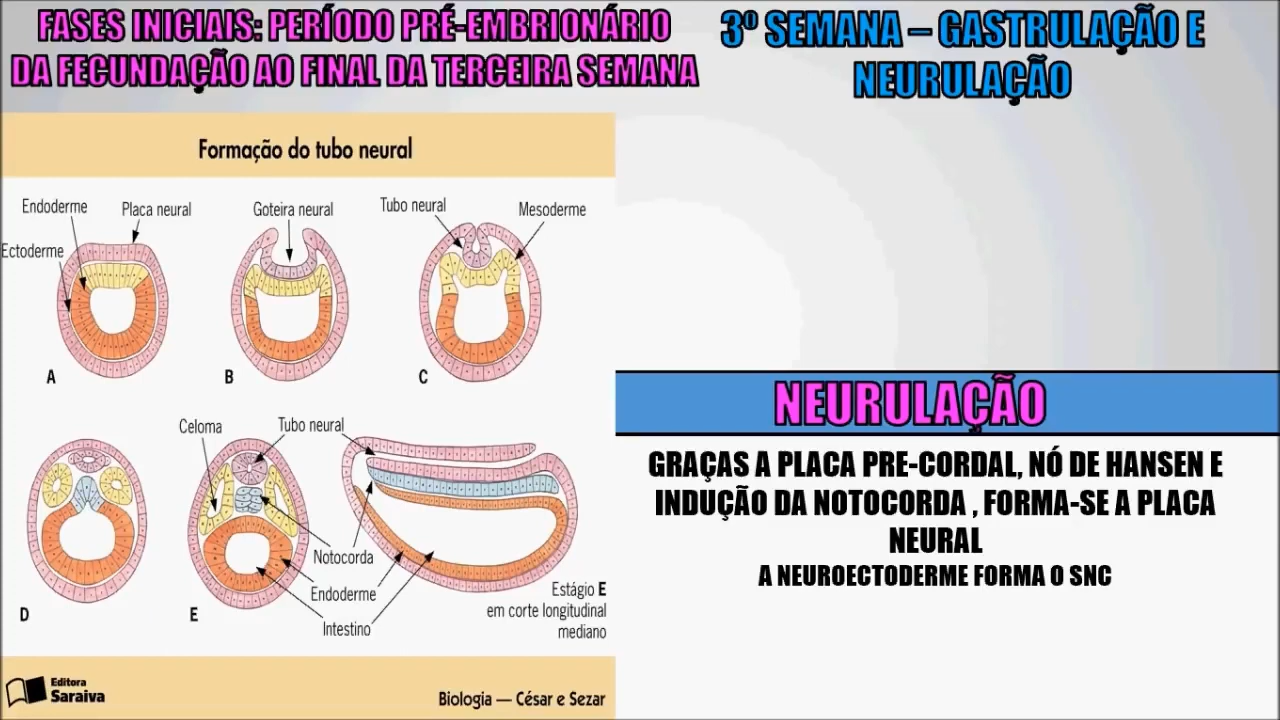 FASES INICIAIS: PERÍODO PRÉ-EMBRIONÁRIO
DA FECUNDAÇÃO AO FINAL DA TERCEIRA SEMANA
3º SEMANA – GASTRULAÇÃO E
NEURULAÇÃO
Formação do tubo neural
Endoderme
Placa neural
Ectoderme
A
Goteira neural
B
Tubo neural
Mesoderme
C
D
Celoma
Tubo neural
Notocorda
Endoderme
Intestino
E
Estágio E
em corte longitudinal
mediano
Editora
Saraiva
Biologia — César e Sezar
NEURULAÇÃO
GRAÇAS A PLACA PRE-CORDAL, NÓ DE HANSEN E
INDUÇÃO DA NOTOCORDA , FORMA-SE A PLACA
NEURAL
A NEUROECTODERME FORMA O SNC